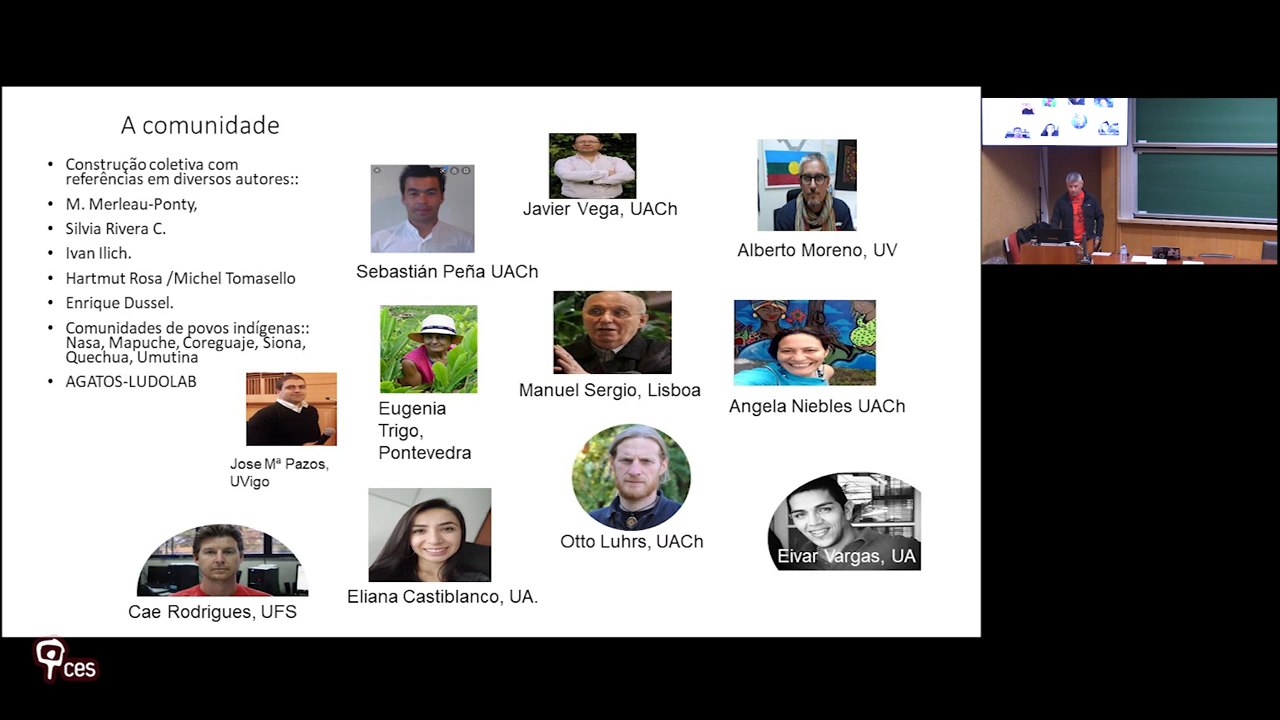 A comunidade
• Construção coletiva com
referências em diversos autores::
• M. Merleau-Ponty,
• Silvia Rivera C.
• Ivan Ilich.
• Hartmut Rosa /Michel Tomasello
• Enrique Dussel.
• Comunidades de povos indígenas::
Nasa, Mapuche, Coreguaje, Siona,
Quechua, Umutina
• AGATOS-LUDOLAB
Javier Vega, UACh
Alberto Moreno, UV
Sebastián Peña UACh
Manuel Sergio, Lisboa
Angela Niebles UACh
Eugenia
Trigo,
Pontevedra
Jose Mª Pazos,
UVigo
Otto Luhrs, UACh
Eivar Vargas, UA
Eliana Castiblanco, UA.
Cae Rodrigues, UFS
ces